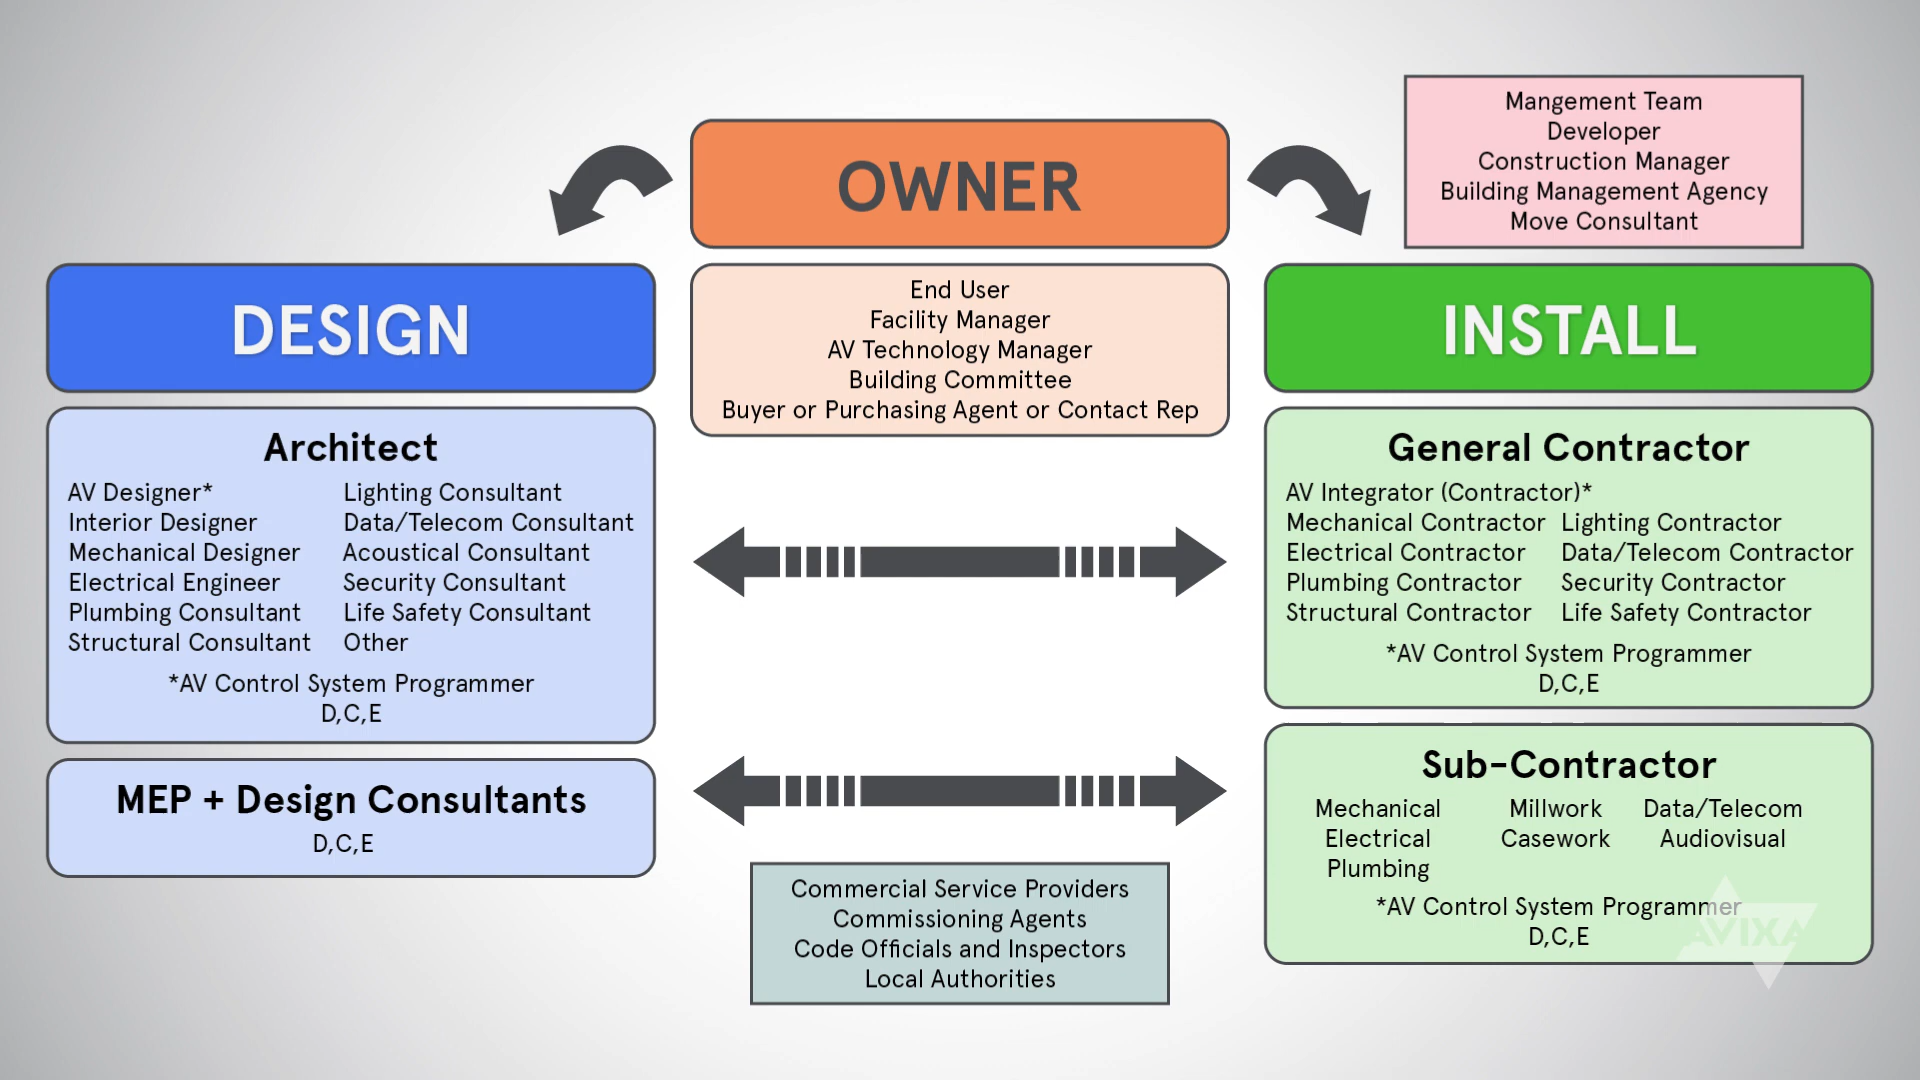 Mangement Team
Developer
Construction Manager
Building Management Agency
Move Consultant
OWNER
End User
Facility Manager
AV Technology Manager
Building Committee
Buyer or Purchasing Agent or Contact Rep
DESIGN
Architect
AV Designer*
Interior Designer
Mechanical Designer
Electrical Engineer
Plumbing Consultant
Structural Consultant
Lighting Consultant
Data/Telecom Consultant
Acoustical Consultant
Security Consultant
Life Safety Consultant
Other
*AV Control System Programmer
D,C,E
MEP + Design Consultants
D,C,E
INSTALL
General Contractor
AV Integrator (Contractor)*
Mechanical Contractor
Electrical Contractor
Plumbing Contractor
Structural Contractor
Lighting Contractor
Data/Telecom Contractor
Security Contractor
Life Safety Contractor
*AV Control System Programmer
D,C,E
Sub-Contractor
Mechanical
Electrical
Plumbing
Millwork
Casework
Data/Telecom
Audiovisual
*AV Control System Programmer
D,C,E
Commercial Service Providers
Commissioning Agents
Code Officials and Inspectors
Local Authorities
AVIXA